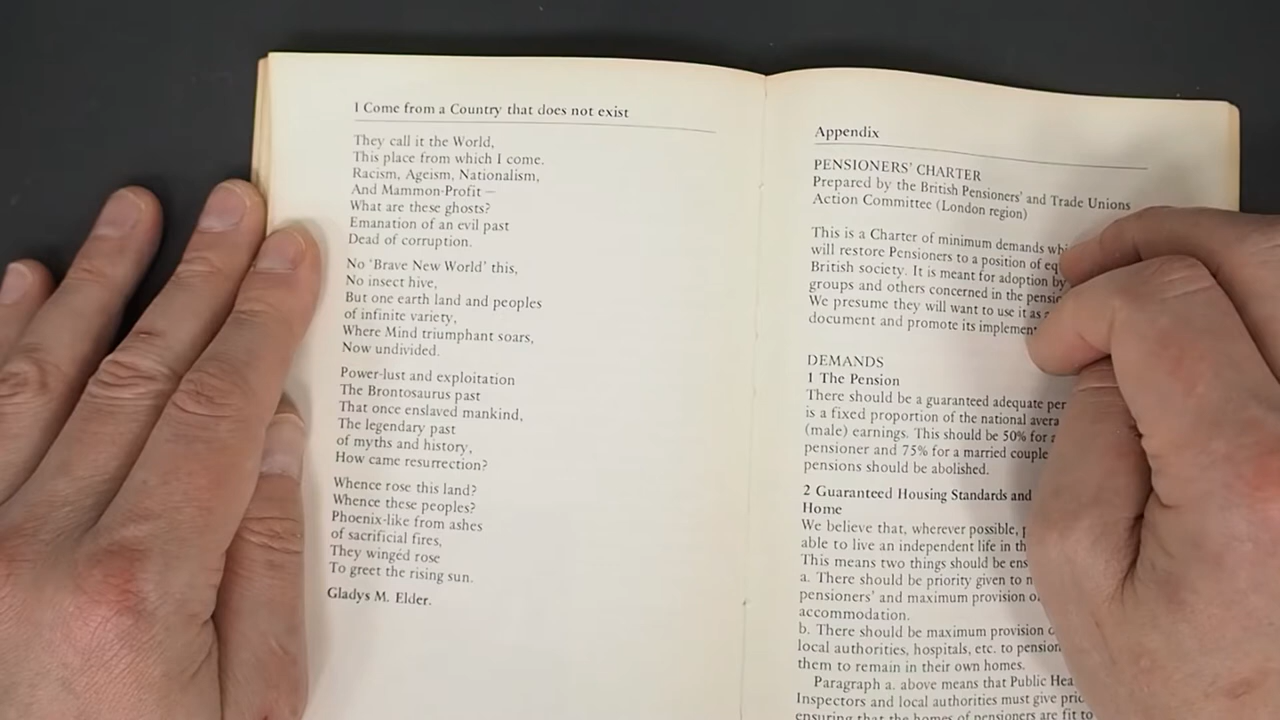 I Come from a Country that does not exist
They call it the World,
This place from which I come.
Racism, Ageism, Nationalism,
And Mammon-Profit —
What are these ghosts?
Emanation of an evil past
Dead of corruption.
No 'Brave New World' this,
No insect hive,
But one earth land and peoples
of infinite variety,
Where Mind triumphant soars,
Now undivided.
Power-lust and exploitation
The Brontosaurus past
That once enslaved mankind,
The legendary past
of myths and history,
How came resurrection?
Whence rose this land?
Whence these peoples?
Phoenix-like from ashes
of sacrificial fires,
They wingéd rose
To greet the rising sun.
Gladys M. Elder.
Appendix
PENSIONERS' CHARTER
Prepared by the British Pensioners' and Trade Unions
Action Committee (London region)
This is a Charter of minimum demands
will restore Pensioners to a position of
British society. It is meant for adoption by
groups and others concerned in the
We presume they will want to use it as
document and promote its
DEMANDS
1 The Pension
There should be a guaranteed adequate
is a fixed proportion of the national
(male) earnings. This should be 50% for
pensioner and 75% for a married couple
pensions should be abolished.
2 Guaranteed Housing Standards and
Home
We believe that, wherever possible,
able to live an independent life in
This means two things should be
a. There should be priority given to
pensioners' and maximum provision
accommodation.
b. There should be maximum provision
local authorities, hospitals, etc. to
them to remain in their own homes.
Paragraph a. above means that Public
Inspectors and local authorities must give
ensuring that the homes of pensioners are fit to